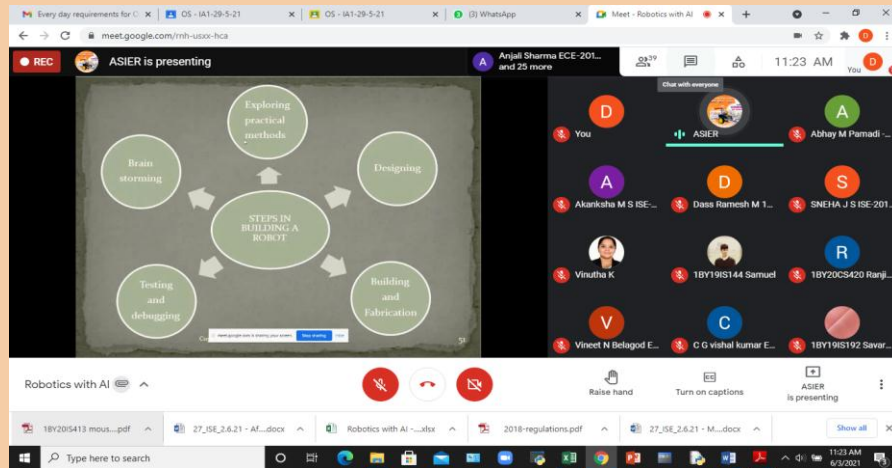 Every day requirements for C
OS - IA1-29-5-21
OS - IA1-29-5-21
(3) WhatsApp
Meet - Robotics with AI
meet.google.com/rnh-usxx-hca
REC
ASIER is presenting
A
Anjali Sharma ECE-201...
and 25 more
39
11:23 AM
You
D
Chat with everyone
Exploring
practical
methods
Brain
storming
Designing
STEPS IN
BUILDING A
ROBOT
Testing
and
debugging
Building
and
Fabrication
meet.google.com is sharing your screen.
Stop sharing
Hide
51
D
You
ASIER
A
Abhay M Pamadi -...
A
Akanksha M S ISE-...
D
Dass Ramesh M 1...
S
SNEHA J S ISE-201...
Vinutha K
1BY19IS144 Samuel
R
1BY20CS420 Ranji...
V
Vineet N Belagod E...
C
C G vishal kumar E...
1BY19IS192 Savar...
Robotics with AI
Raise hand
Turn on captions
ASIER
is presenting
1BY20IS413 mous....pdf
27_ISE_2.6.21 - Af....docx
Robotics with AI -....xlsx
2018-regulations.pdf
27_ISE_2.6.21 - M....docx
Show all
Type here to search
11:23 AM
6/3/2021